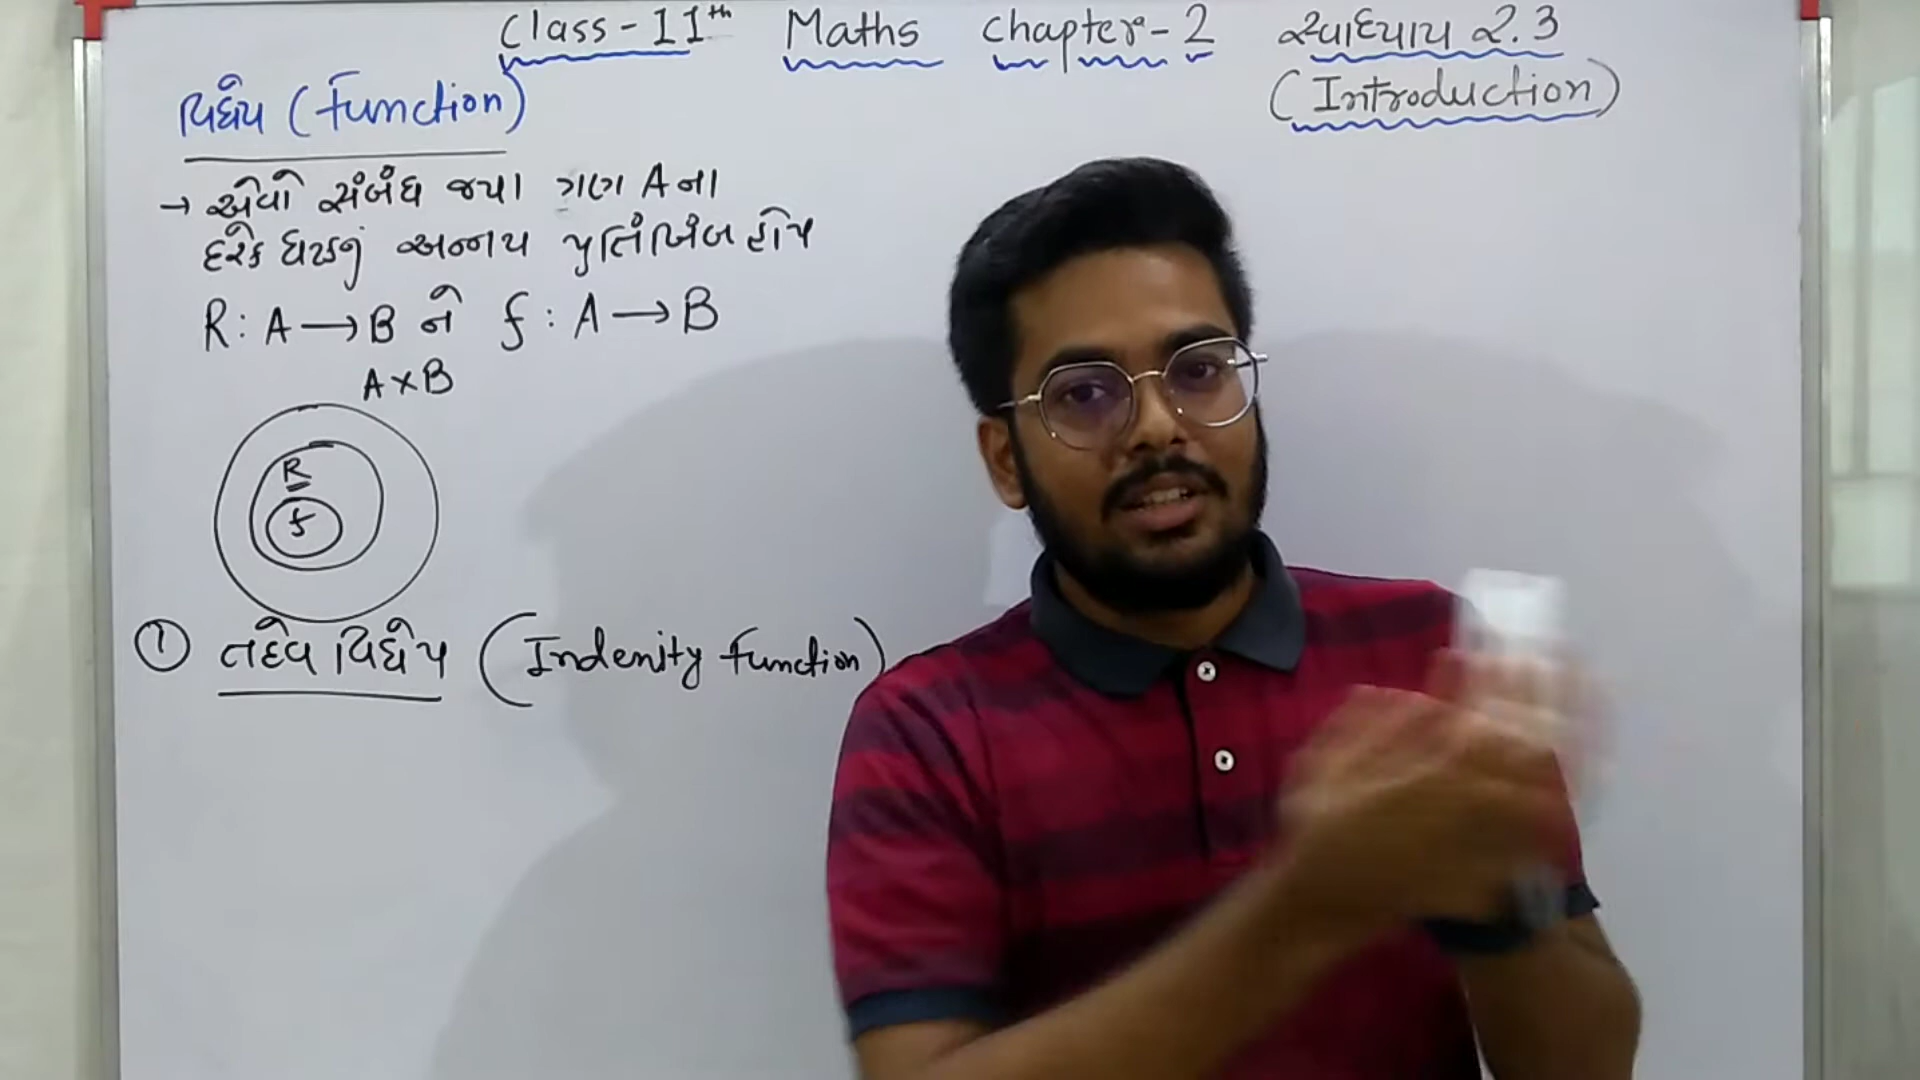 Class-11th Maths Chapter-2 સ્વાધ્યાય 2.3
(Introduction)
વિધેય (Function)
→ એવો સંબંધ જ્યા ગણ A ના
દરેક ઘટકનું અનન્ય પ્રતિબિંબ હોય
R: A → B ને f : A → B
A × B
R
f
① તદેવ વિધેય (Indenity Function)